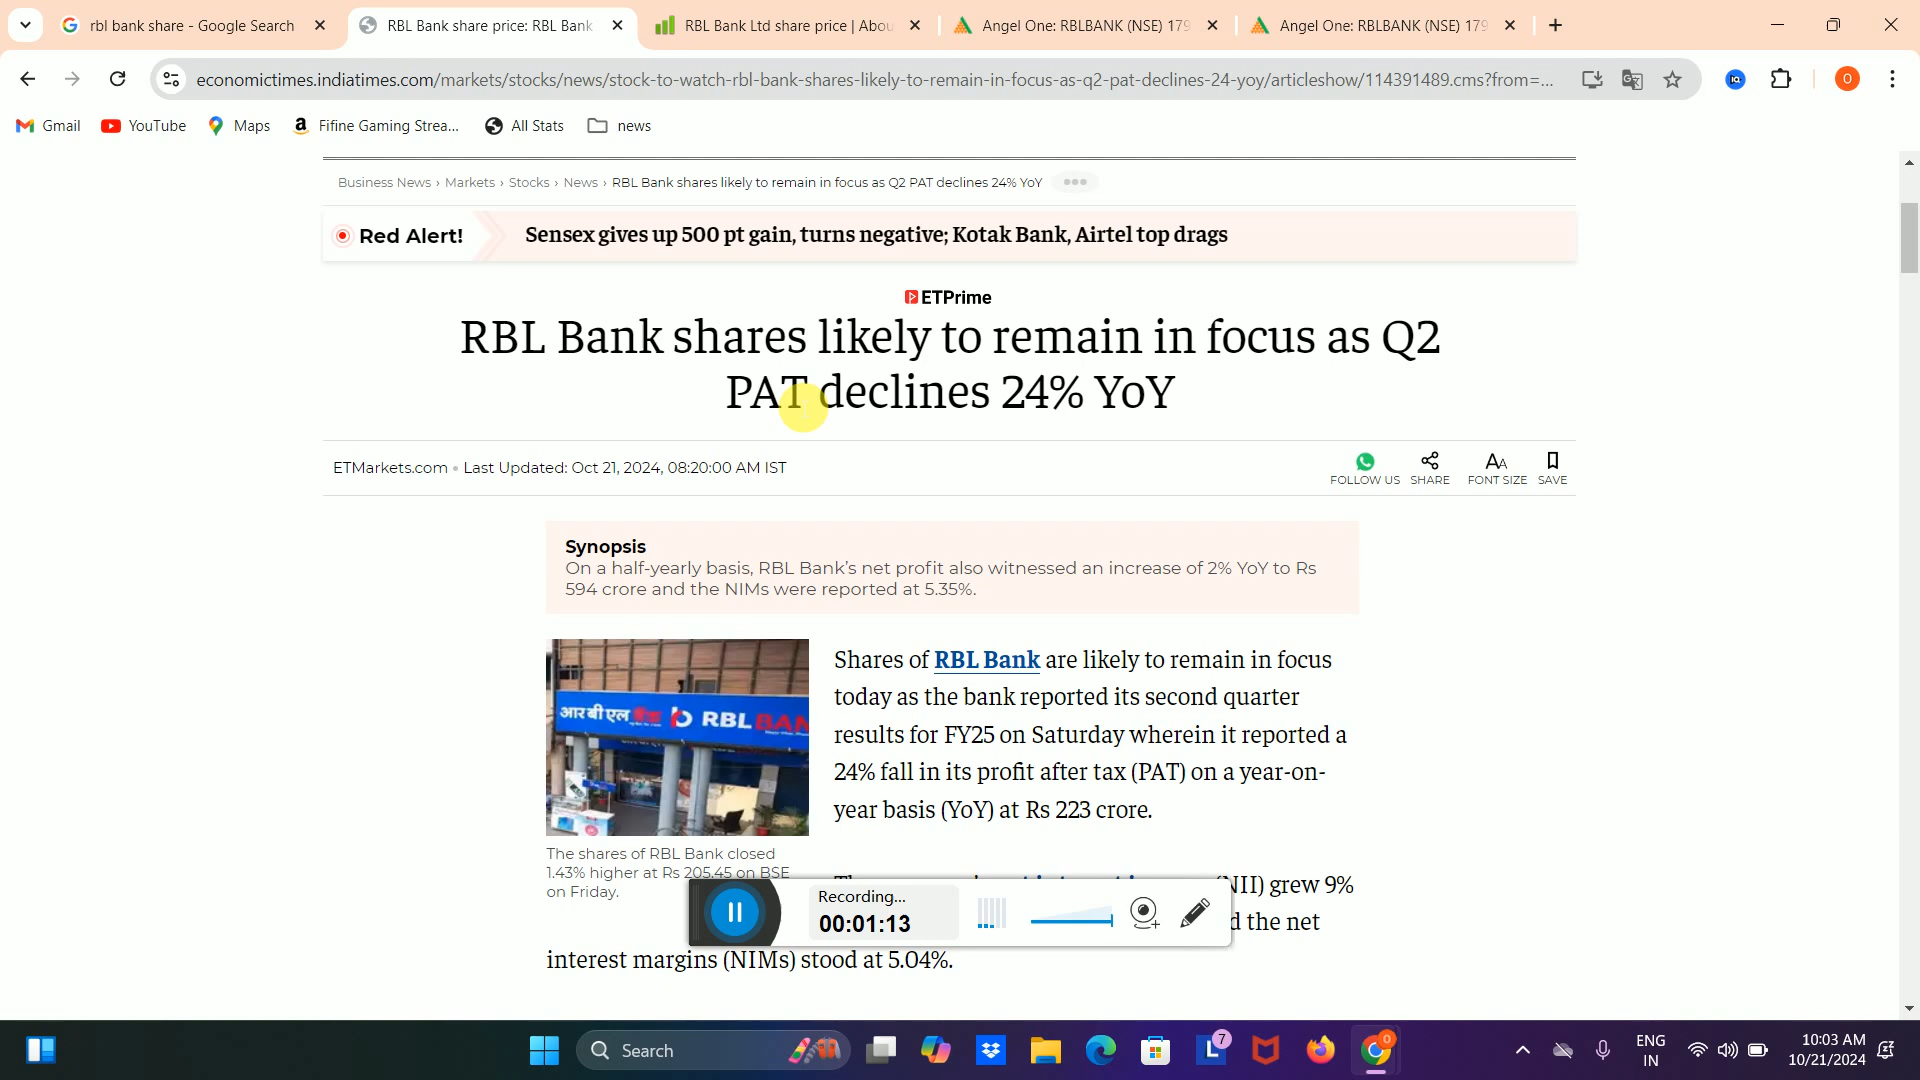 rbl bank share - Google Search
RBL Bank share price: RBL Bank
RBL Bank Ltd share price | Abou
Angel One: RBLBANK (NSE) 179
Angel One: RBLBANK (NSE) 179
economictimes.indiatimes.com/markets/stocks/news/stock-to-watch-rbl-bank-shares-likely-to-remain-in-focus-as-q2-pat-declines-24-yoy/articleshow/114391489.cms?from=...
O
Gmail YouTube Maps Fifine Gaming Strea... All Stats news
Business News › Markets › Stocks › News › RBL Bank shares likely to remain in focus as Q2 PAT declines 24% YoY
Red Alert! Sensex gives up 500 pt gain, turns negative; Kotak Bank, Airtel top drags
ETPrime
RBL Bank shares likely to remain in focus as Q2
PAT declines 24% YoY
ETMarkets.com • Last Updated: Oct 21, 2024, 08:20:00 AM IST
FOLLOW US SHARE FONT SIZE SAVE
Synopsis
On a half-yearly basis, RBL Bank's net profit also witnessed an increase of 2% YoY to Rs
594 crore and the NIMs were reported at 5.35%.
आरबीएल बैंक RBL BAN
The shares of RBL Bank closed
1.43% higher at Rs 205.45 on BSE
on Friday.
Shares of RBL Bank are likely to remain in focus
today as the bank reported its second quarter
results for FY25 on Saturday wherein it reported a
24% fall in its profit after tax (PAT) on a year-on-
year basis (YoY) at Rs 223 crore.
(NII) grew 9%
d the net
interest margins (NIMs) stood at 5.04%.
Recording...
00:01:13
Search
7
0
ENG
IN
10:03 AM
10/21/2024